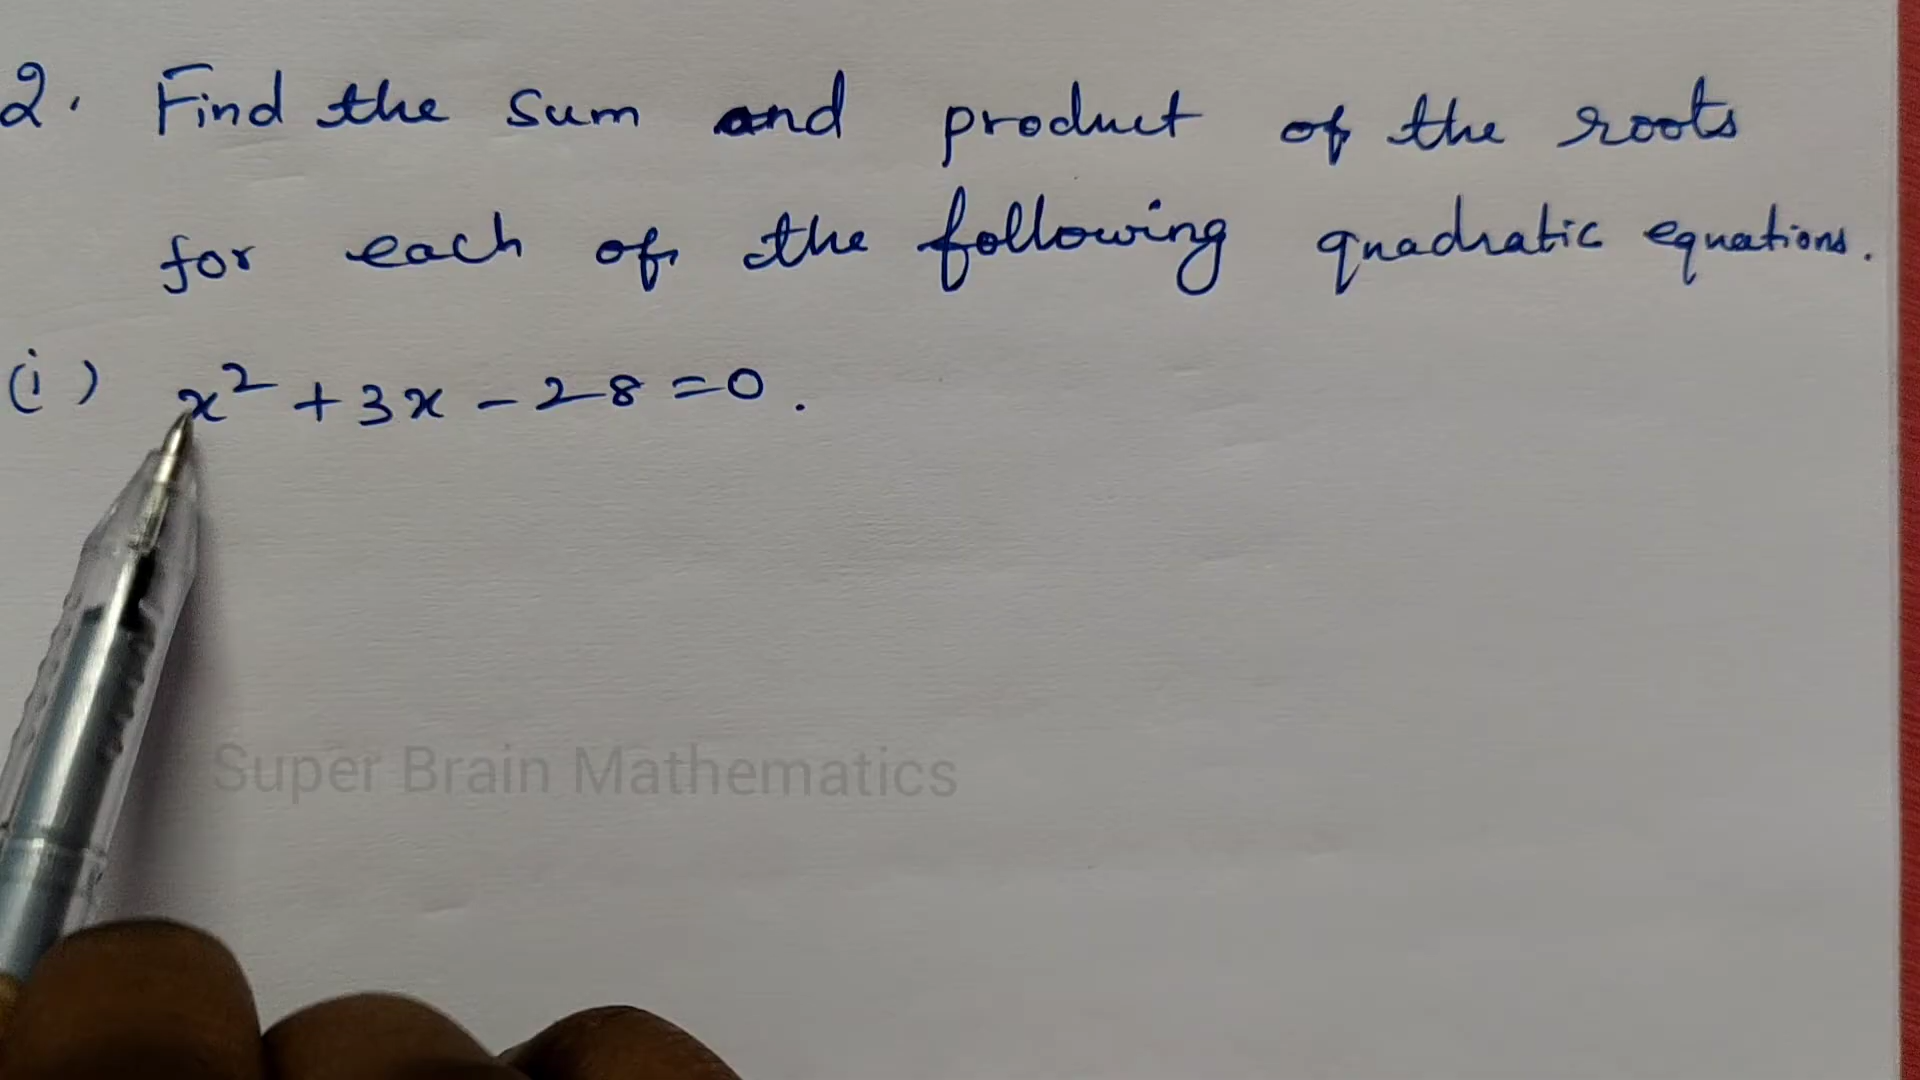 2. Find the sum and product of the roots
for each of the following quadratic equations.
(i) x² + 3x - 28 = 0.
Super Brain Mathematics